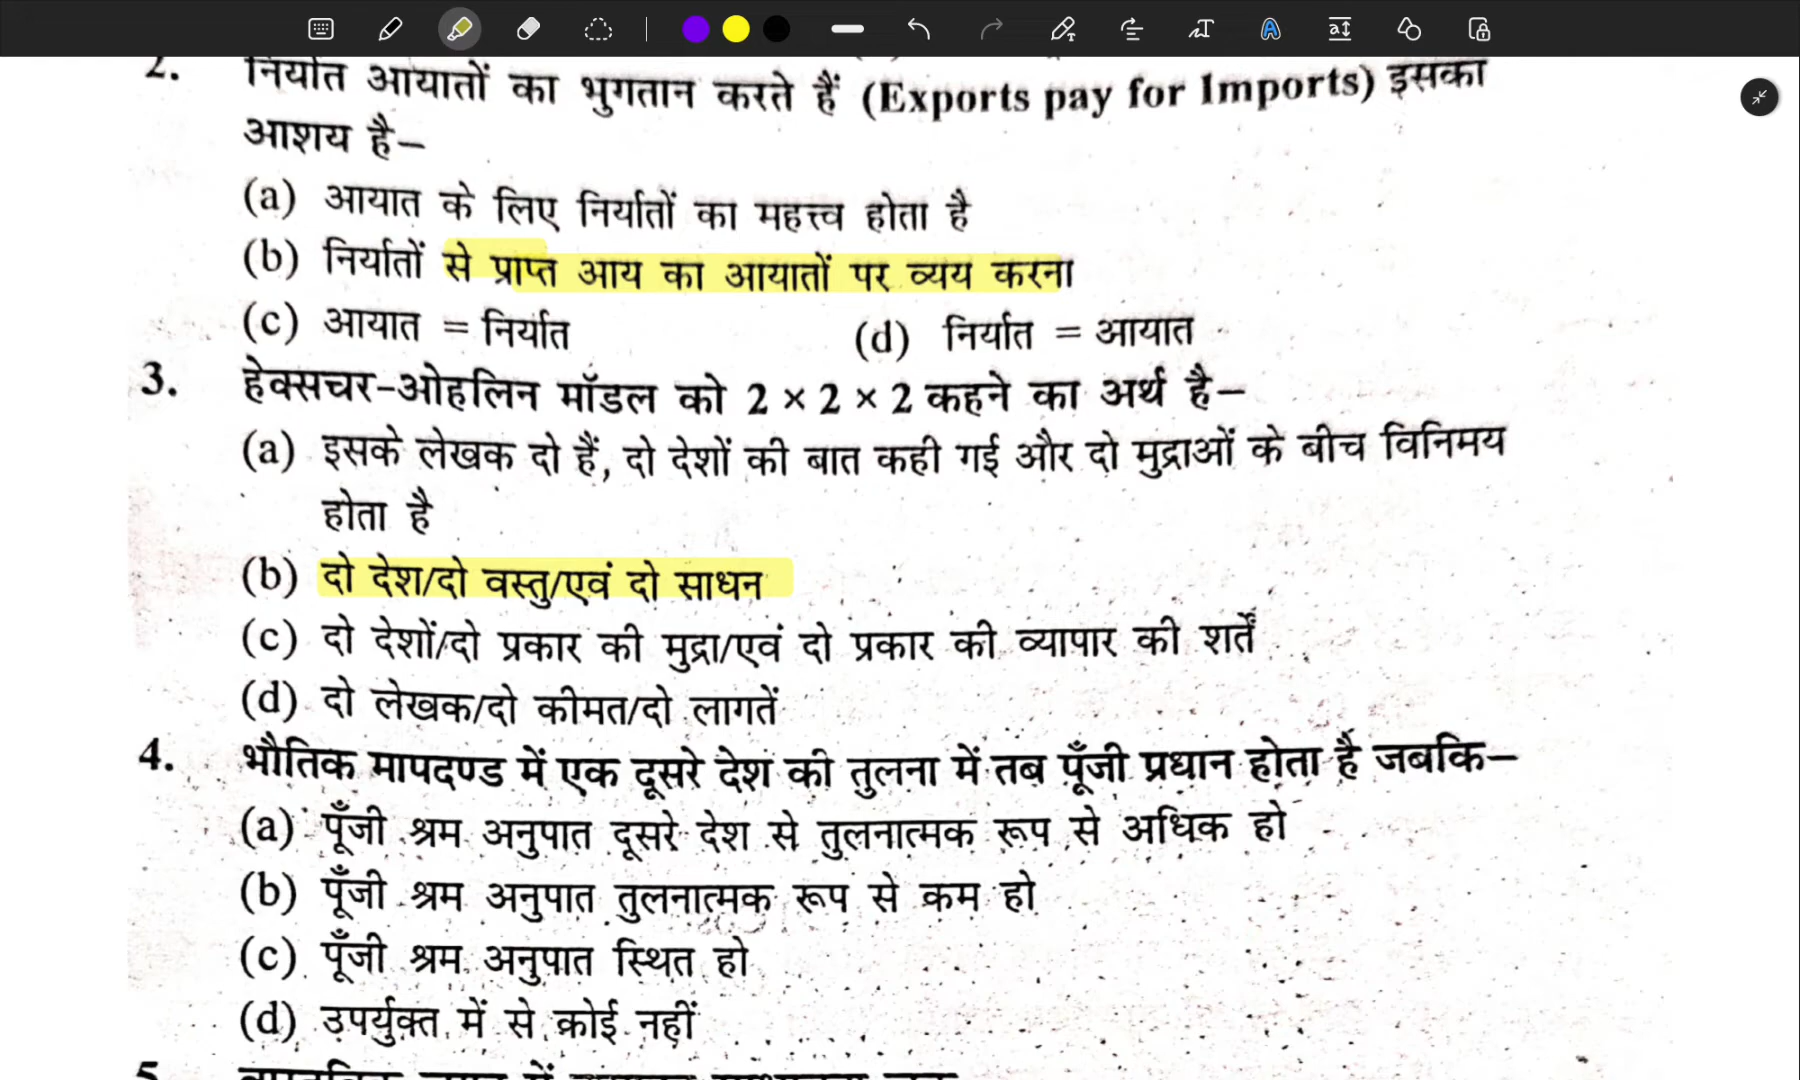 2. निर्यात आयातों का भुगतान करते हैं (Exports pay for Imports) इसका
आशय है–
(a) आयात के लिए निर्यातों का महत्त्व होता है
(b) निर्यातों से प्राप्त आय का आयातों पर व्यय करना
(c) आयात = निर्यात (d) निर्यात = आयात
3. हेक्सचर-ओहलिन मॉडल को 2 × 2 × 2 कहने का अर्थ है–
(a) इसके लेखक दो हैं, दो देशों की बात कही गई और दो मुद्राओं के बीच विनिमय
होता है
(b) दो देश/दो वस्तु/एवं दो साधन
(c) दो देशों/दो प्रकार की मुद्रा/एवं दो प्रकार की व्यापार की शर्तें
(d) दो लेखक/दो कीमत/दो लागतें
4. भौतिक मापदण्ड में एक दूसरे देश की तुलना में तब पूँजी प्रधान होता है जबकि–
(a) पूँजी श्रम अनुपात दूसरे देश से तुलनात्मक रूप से अधिक हो
(b) पूँजी श्रम अनुपात तुलनात्मक रूप से कम हो
(c) पूँजी श्रम अनुपात स्थित हो
(d) उपर्युक्त में से कोई नहीं
5.